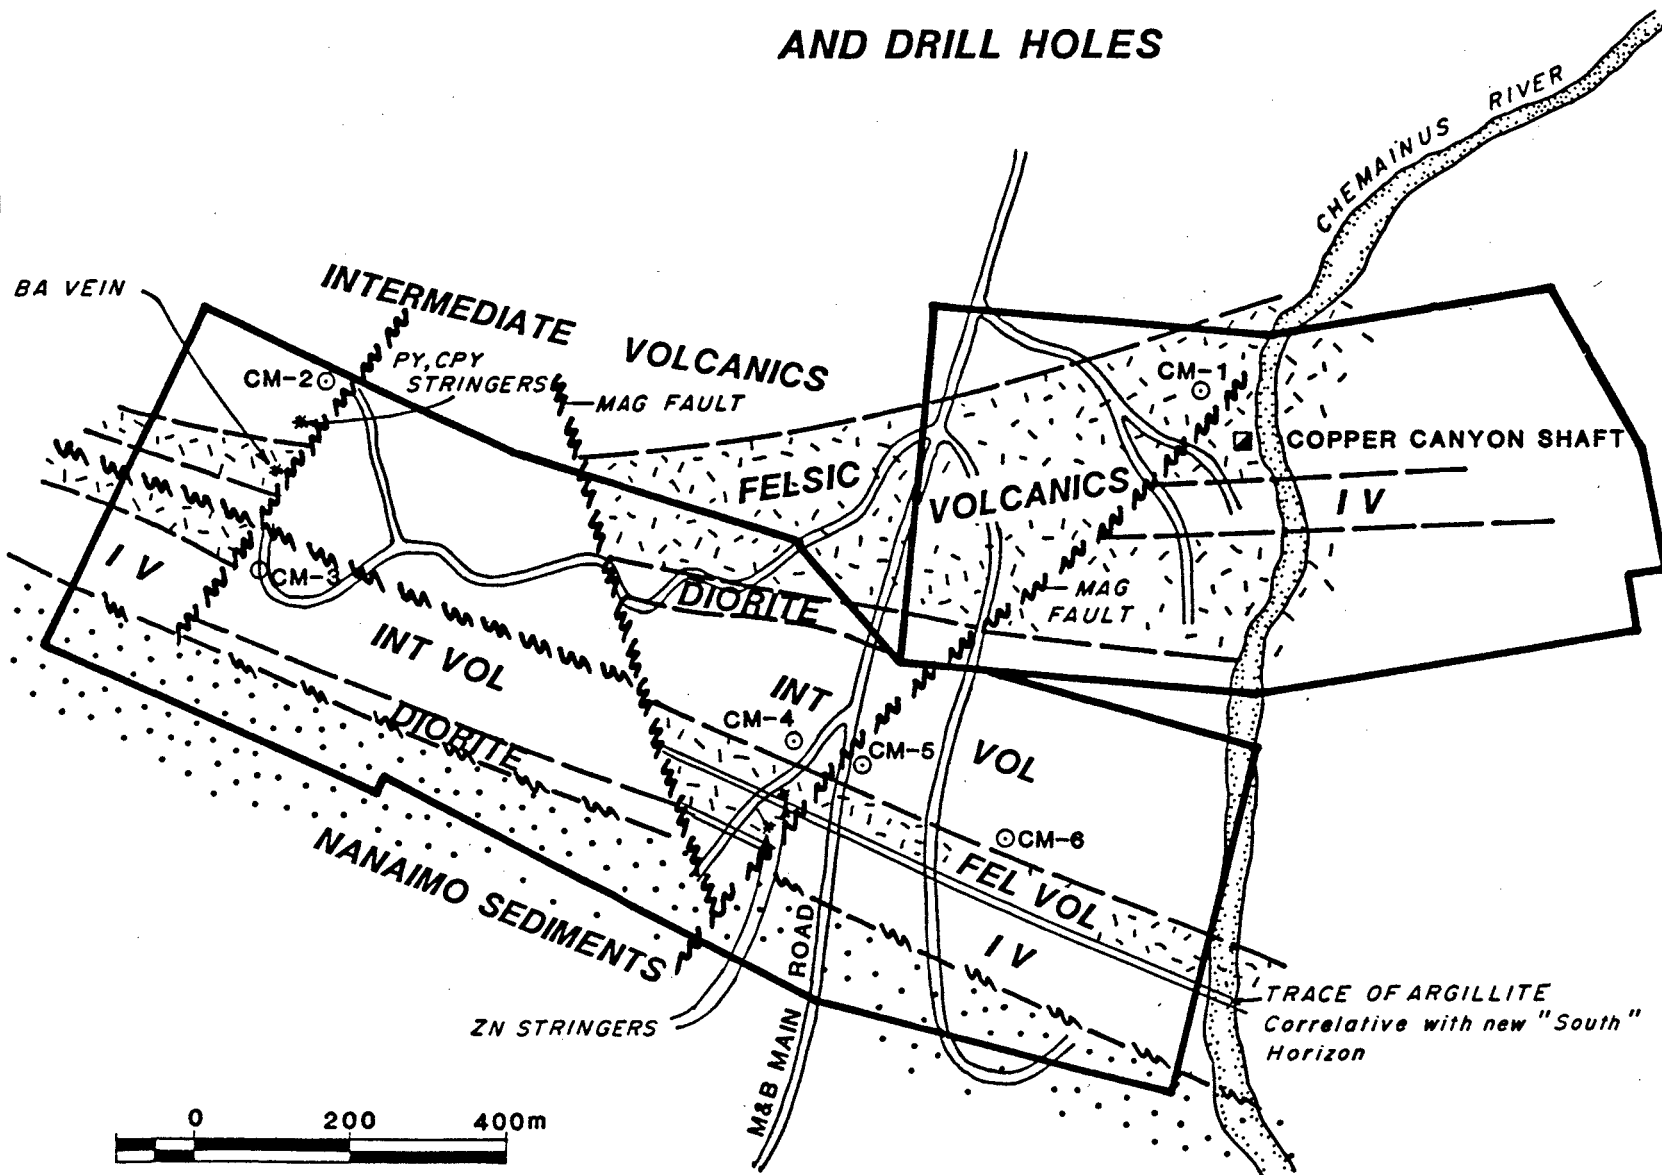 AND DRILL HOLES
CHEMAINUS RIVER
BA VEIN
INTERMEDIATE VOLCANICS
CM-2
PY, CPY
STRINGERS
MAG FAULT
CM-1
COPPER CANYON SHAFT
FELSIC VOLCANICS
I V
I V
CM-3
DIORITE
MAG
FAULT
INT VOL
INT VOL
CM-4
CM-5
DIORITE
CM-6
FEL VOL
NANAIMO SEDIMENTS
I V
ZN STRINGERS
M&B MAIN ROAD
TRACE OF ARGILLITE
Correlative with new "South"
Horizon
0 200 400m